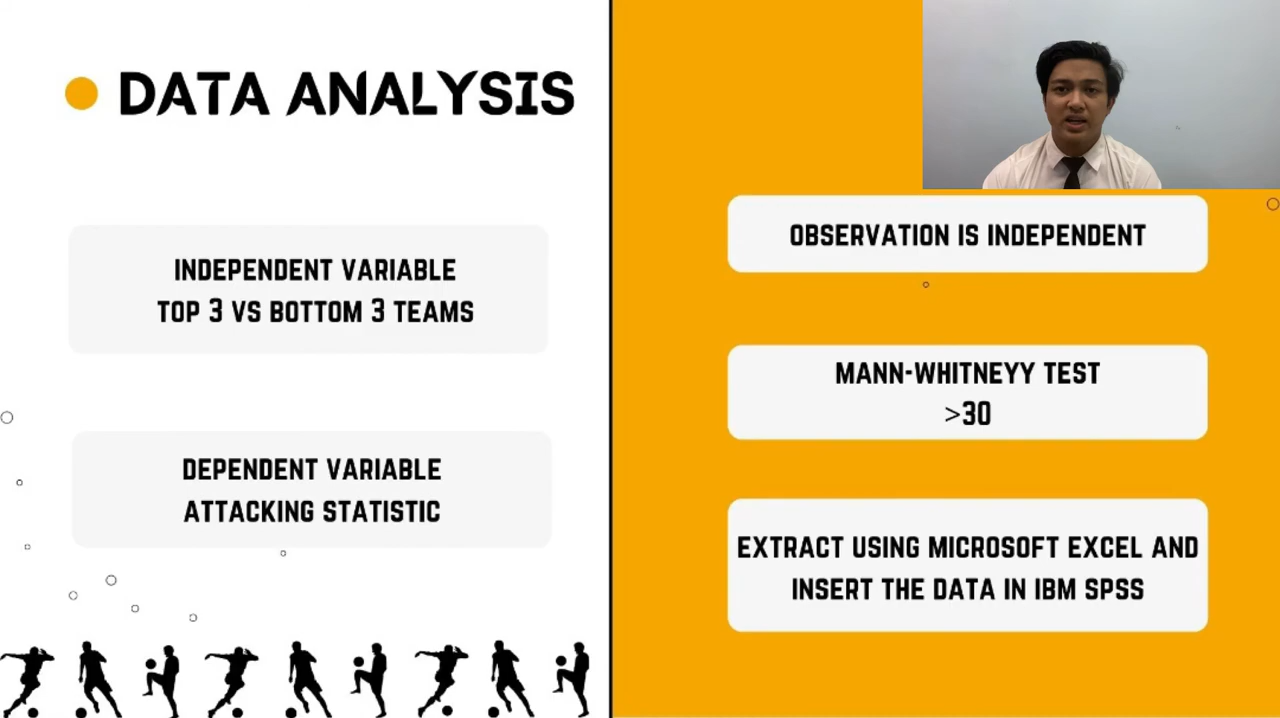 DATA ANALYSIS
INDEPENDENT VARIABLE
TOP 3 VS BOTTOM 3 TEAMS
DEPENDENT VARIABLE
ATTACKING STATISTIC
OBSERVATION IS INDEPENDENT
MANN-WHITNEYY TEST
>30
EXTRACT USING MICROSOFT EXCEL AND
INSERT THE DATA IN IBM SPSS